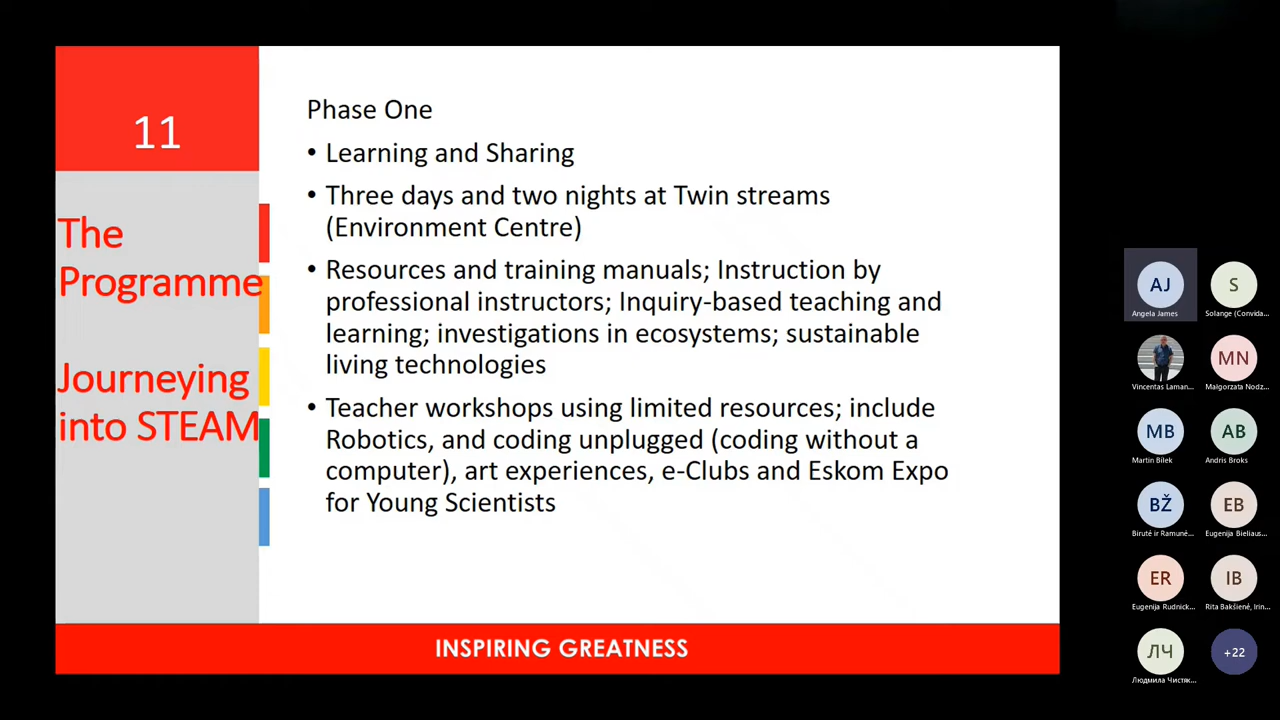 11
The
Programme
Journeying
into STEAM
Phase One
• Learning and Sharing
• Three days and two nights at Twin streams
(Environment Centre)
• Resources and training manuals; Instruction by
professional instructors; Inquiry-based teaching and
learning; investigations in ecosystems; sustainable
living technologies
• Teacher workshops using limited resources; include
Robotics, and coding unplugged (coding without a
computer), art experiences, e-Clubs and Eskom Expo
for Young Scientists
INSPIRING GREATNESS
AJ
Angela James
S
Solange (Convida...
Vincentas Laman...
MN
Małgorzata Nodz...
MB
Martin Bilek
AB
Andris Broks
BŽ
Birutė ir Ramunė...
EB
Eugenija Bieliaus...
ER
Eugenija Rudnick...
IB
Rita Bakšienė, Irin...
ЛЧ
Людмила Чистяк...
+22